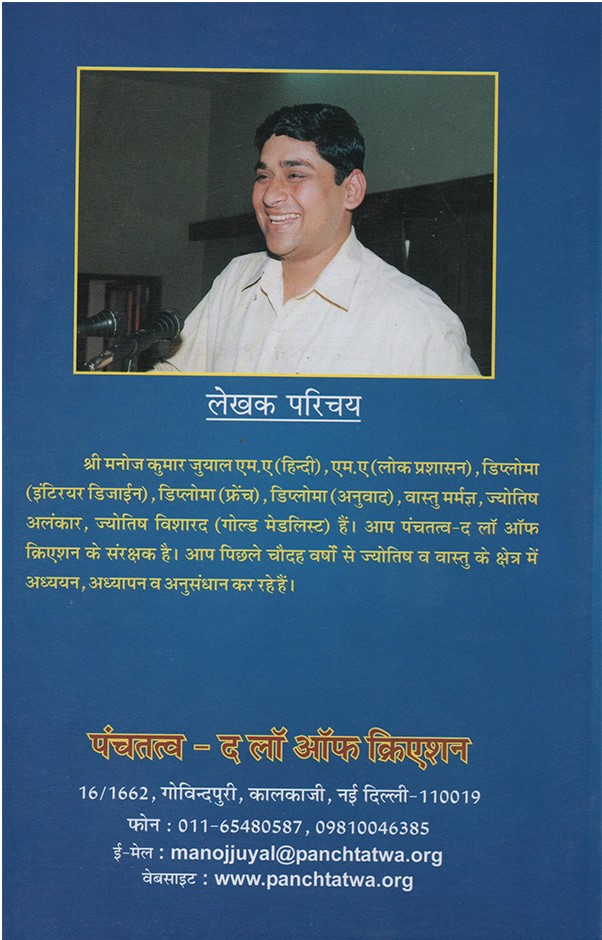 लेखक परिचय
श्री मनोज कुमार जुयाल एम.ए (हिन्दी) , एम.ए (लोक प्रशासन) , डिप्लोमा
(इंटिरयर डिजाईन) , डिप्लोमा (फ्रेंच) , डिप्लोमा (अनुवाद) , वास्तु मर्मज्ञ , ज्योतिष
अलंकार , ज्योतिष विशारद (गोल्ड मेडलिस्ट) हैं। आप पंचतत्व-द लॉ ऑफ
क्रिएशन के संरक्षक है। आप पिछले चौदह वर्षो से ज्योतिष व वास्तु के क्षेत्र में
अध्ययन , अध्यापन व अनुसंधान कर रहे हैं।
पंचतत्व - द लॉ ऑफ क्रिएशन
16/1662, गोविन्दपुरी, कालकाजी, नई दिल्ली-110019
फोन : 011-65480587, 09810046385
ई-मेल : manojjuyal@panchtatwa.org
वेबसाइट : www.panchtatwa.org